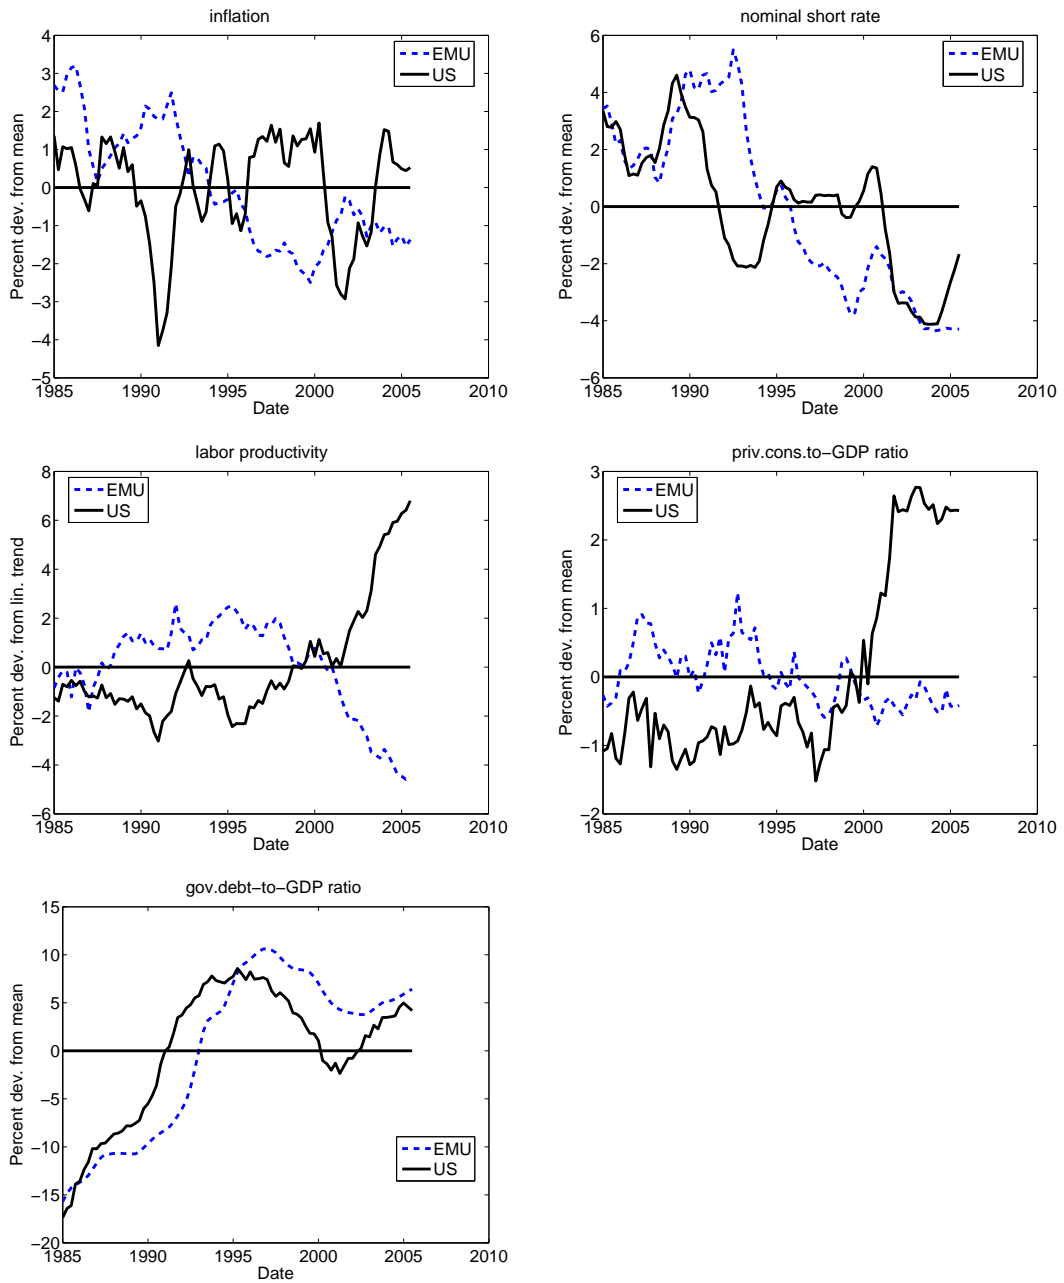 inflation
Percent dev. from mean
4
3
2
1
0
−1
−2
−3
−4
−5
EMU
US
1985 1990 1995 2000 2005 2010
Date
nominal short rate
Percent dev. from mean
6
4
2
0
−2
−4
−6
EMU
US
1985 1990 1995 2000 2005 2010
Date
labor productivity
Percent dev. from lin. trend
8
6
4
2
0
−2
−4
−6
EMU
US
1985 1990 1995 2000 2005 2010
Date
priv.cons.to−GDP ratio
Percent dev. from mean
3
2
1
0
−1
−2
EMU
US
1985 1990 1995 2000 2005 2010
Date
gov.debt−to−GDP ratio
Percent dev. from mean
15
10
5
0
−5
−10
−15
−20
EMU
US
1985 1990 1995 2000 2005 2010
Date